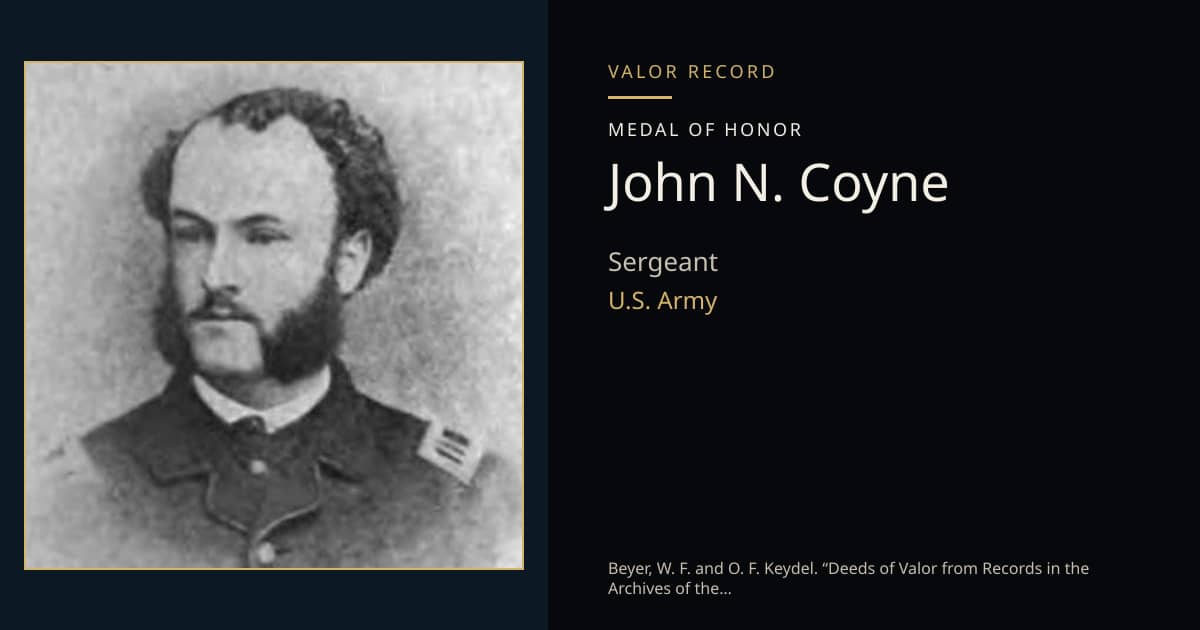 VALOR RECORD
MEDAL OF HONOR
John N. Coyne
Sergeant
U.S. Army
Beyer, W. F. and O. F. Keydel. “Deeds of Valor from Records in the
Archives of the...